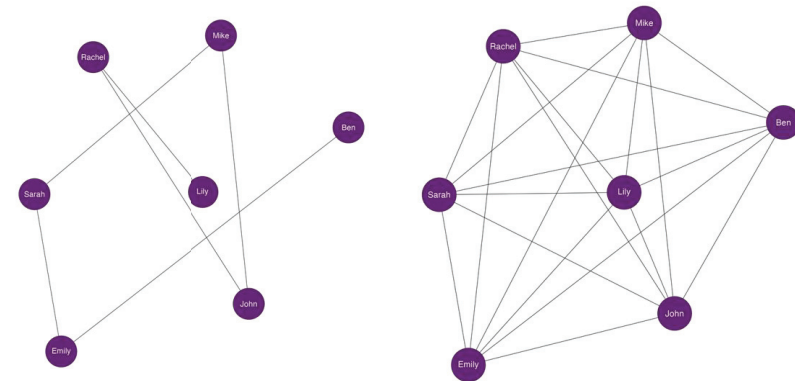 Mike
Rachel
Ben
Sarah
Lily
John
Emily
Mike
Rachel
Ben
Sarah
Lily
John
Emily